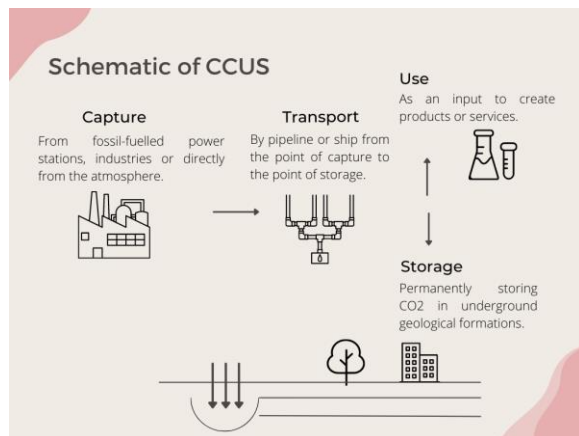 Schematic of CCUS
Capture
From fossil-fuelled power
stations, industries or directly
from the atmosphere.
Transport
By pipeline or ship from
the point of capture to
the point of storage.
Use
As an input to create
products or services.
Storage
Permanently storing
CO2 in underground
geological formations.